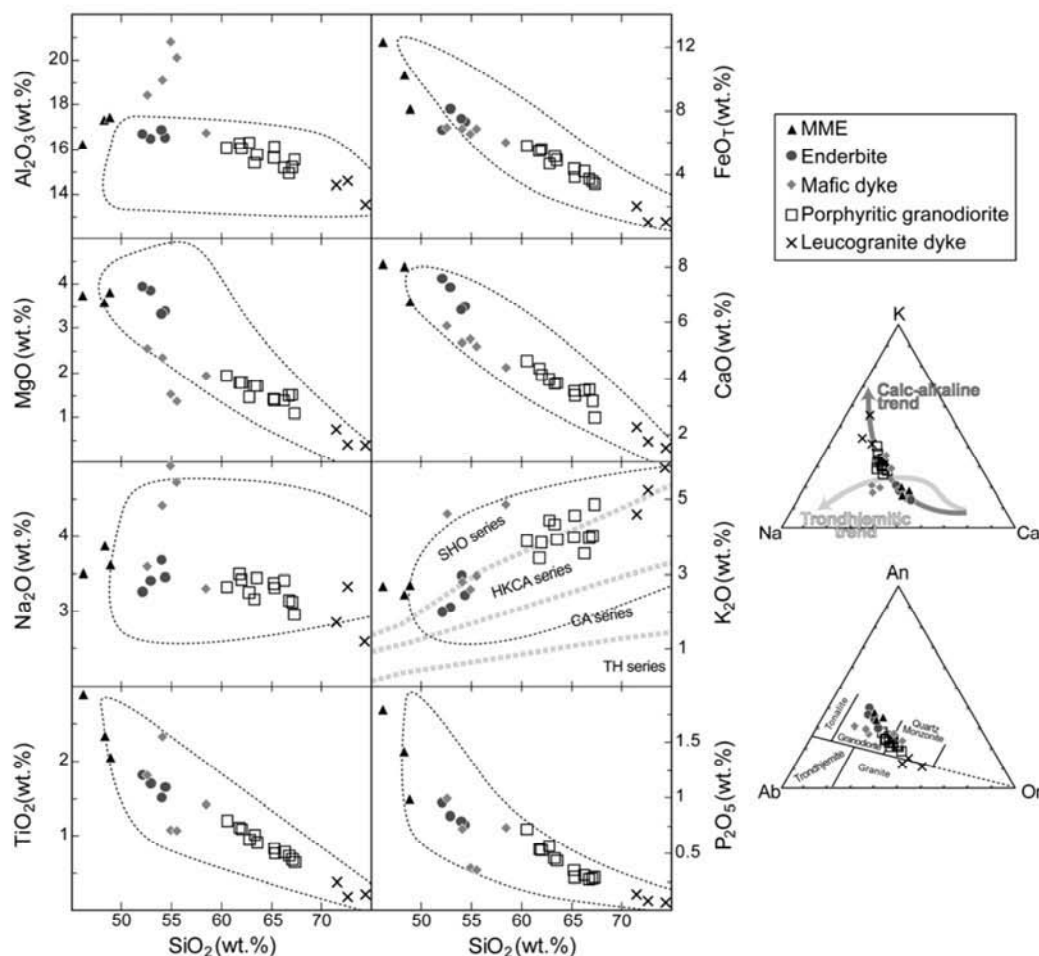 Al2O3 (wt.%)
20
18
16
14
FeOT (wt.%)
12
8
4
MgO (wt.%)
4
3
2
1
CaO (wt.%)
8
6
4
2
Na2O (wt.%)
4
3
K2O (wt.%)
5
3
1
SHO series
HKCA series
CA series
TH series
TiO2 (wt.%)
2
1
P2O5 (wt.%)
1.5
1
0.5
50 55 60 65 70
50 55 60 65 70
SiO2 (wt.%)
SiO2 (wt.%)
MME
Enderbite
Mafic dyke
Porphyritic granodiorite
Leucogranite dyke
K
Calc-alkaline
trend
Trondhjemitic
trend
Na
Ca
An
Tonalite
Granodiorite
Quartz
Monzonite
Trondhjemite
Granite
Ab
Or